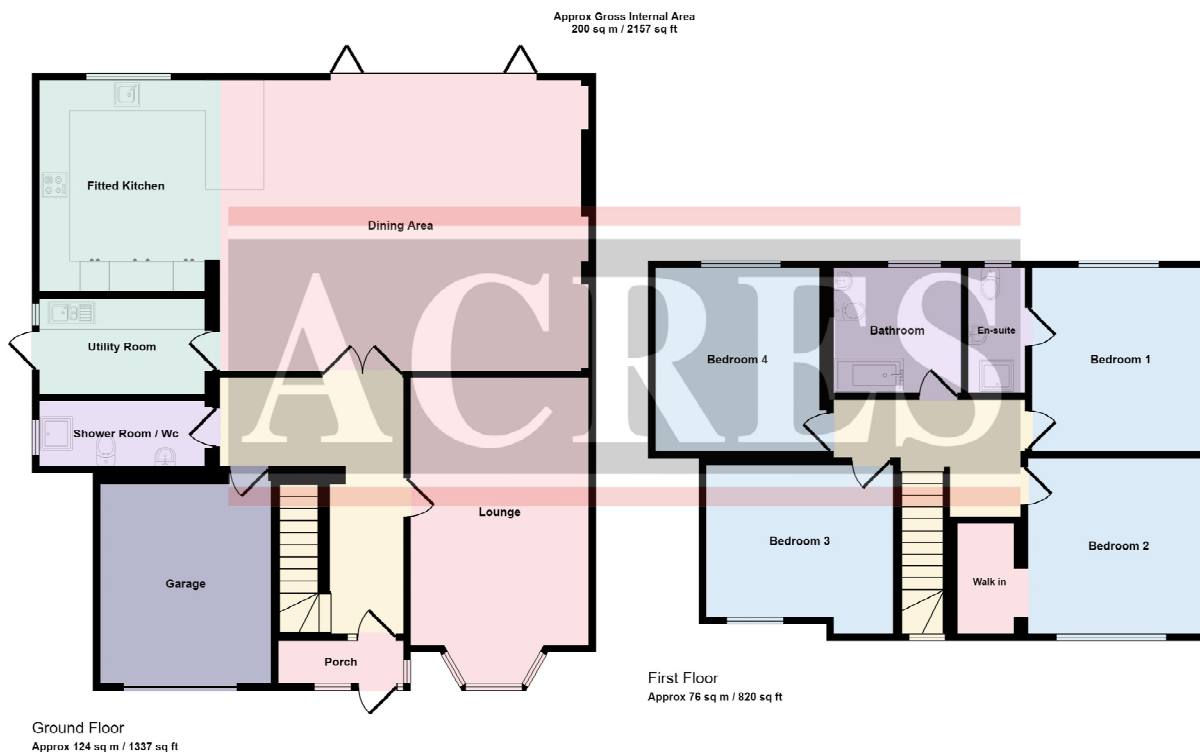 Approx Gross Internal Area
200 sq m / 2157 sq ft
Fitted Kitchen
Dining Area
Utility Room
Shower Room / Wc
Garage
Porch
Lounge
ACRES
Bedroom 4
Bathroom
En-suite
Bedroom 1
Bedroom 3
Walk in
Bedroom 2
First Floor
Approx 76 sq m / 820 sq ft
Ground Floor
Approx 124 sq m / 1337 sq ft